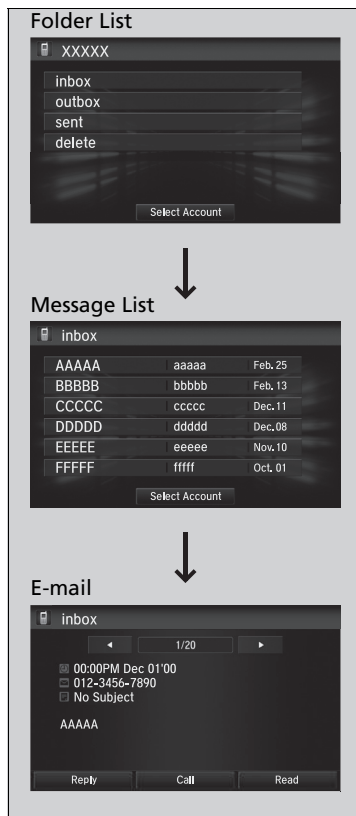 Folder List
XXXXX
inbox
outbox
sent
delete
Select Account
Message List
inbox
AAAAA aaaaa Feb. 25
BBBBB bbbbb Feb. 13
CCCCC ccccc Dec. 11
DDDDD ddddd Dec. 08
EEEEE eeeee Nov. 10
FFFFF fffff Oct. 01
Select Account
E-mail
inbox
1/20
00:00PM Dec 01'00
012-3456-7890
No Subject
AAAAA
Reply Call Read